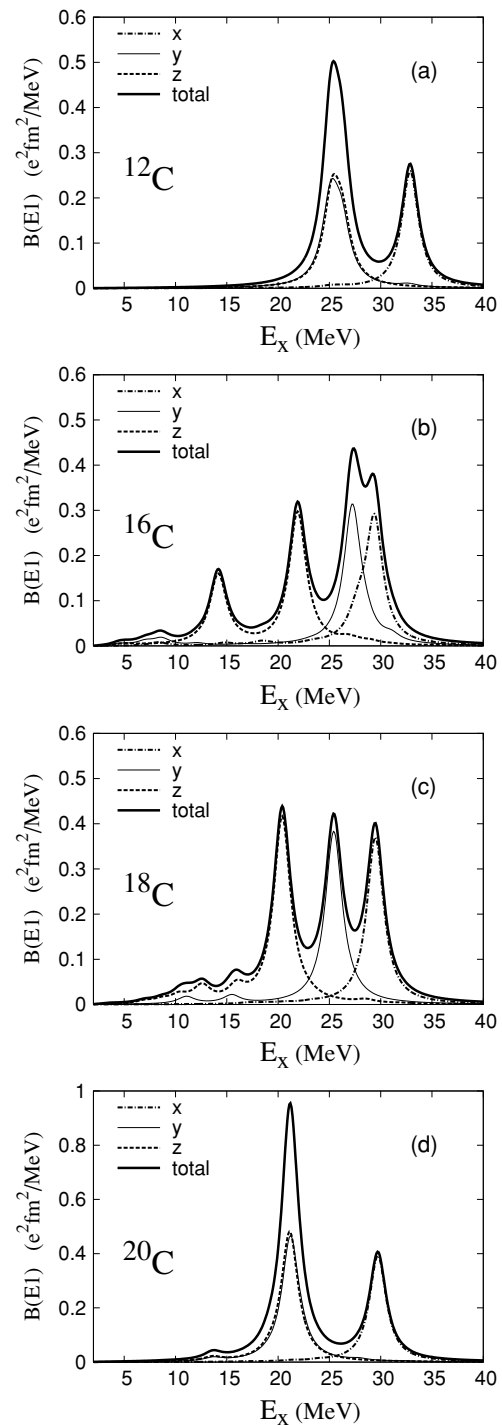 0.6
x
y
z
total
(a)
0.5
0.4
0.3
0.2
0.1
0
B(E1) (e²fm²/MeV)
¹²C
5 10 15 20 25 30 35 40
Eₓ (MeV)
0.6
x
y
z
total
(b)
0.5
0.4
0.3
0.2
0.1
0
B(E1) (e²fm²/MeV)
¹⁶C
5 10 15 20 25 30 35 40
Eₓ (MeV)
0.6
x
y
z
total
(c)
0.5
0.4
0.3
0.2
0.1
0
B(E1) (e²fm²/MeV)
¹⁸C
5 10 15 20 25 30 35 40
Eₓ (MeV)
1
x
y
z
total
(d)
0.8
0.6
0.4
0.2
0
B(E1) (e²fm²/MeV)
²⁰C
5 10 15 20 25 30 35 40
Eₓ (MeV)